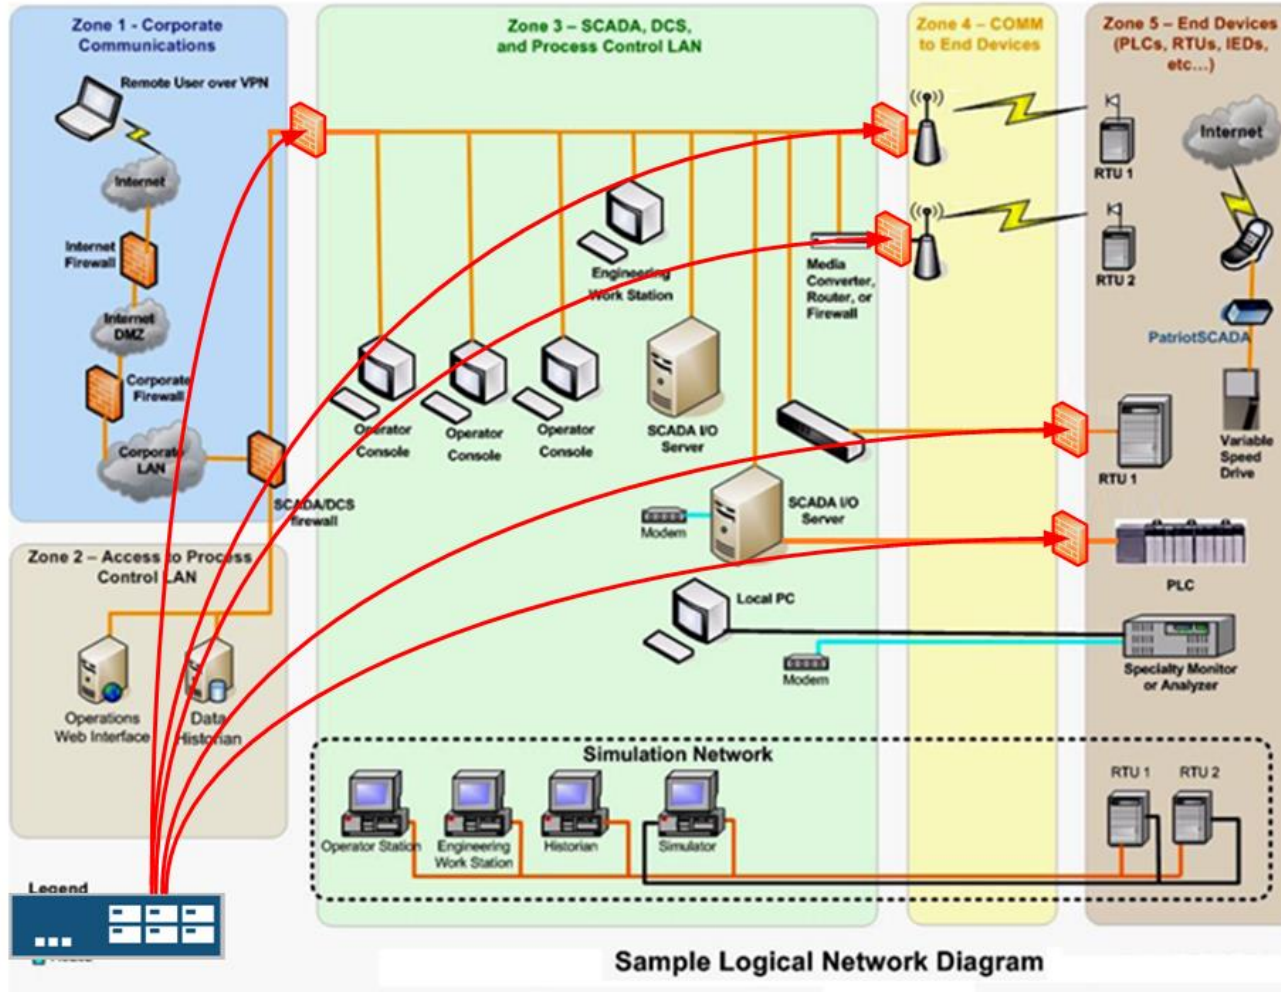 Zone 1 - Corporate
Communications
Remote User over VPN
Internet
Internet
Firewall
Internet
DMZ
Corporate
Firewall
Corporate
LAN
SCADA/DCS
firewall
Zone 2 – Access to Process
Control LAN
Operations
Web Interface
Data
Historian
Legend
Zone 3 – SCADA, DCS,
and Process Control LAN
Engineering
Work Station
Media
Converter,
Router, or
Firewall
Operator
Console
Operator
Console
Operator
Console
SCADA I/O
Server
SCADA I/O
Server
Modem
Local PC
Modem
Zone 4 – COMM
to End Devices
Zone 5 – End Devices
(PLCs, RTUs, IEDs,
etc...)
Internet
RTU 1
RTU 2
PatriotSCADA
Variable
Speed
Drive
RTU 1
PLC
Specialty Monitor
or Analyzer
Simulation Network
Operator Station
Engineering
Work Station
Historian
Simulator
RTU 1
RTU 2
Sample Logical Network Diagram